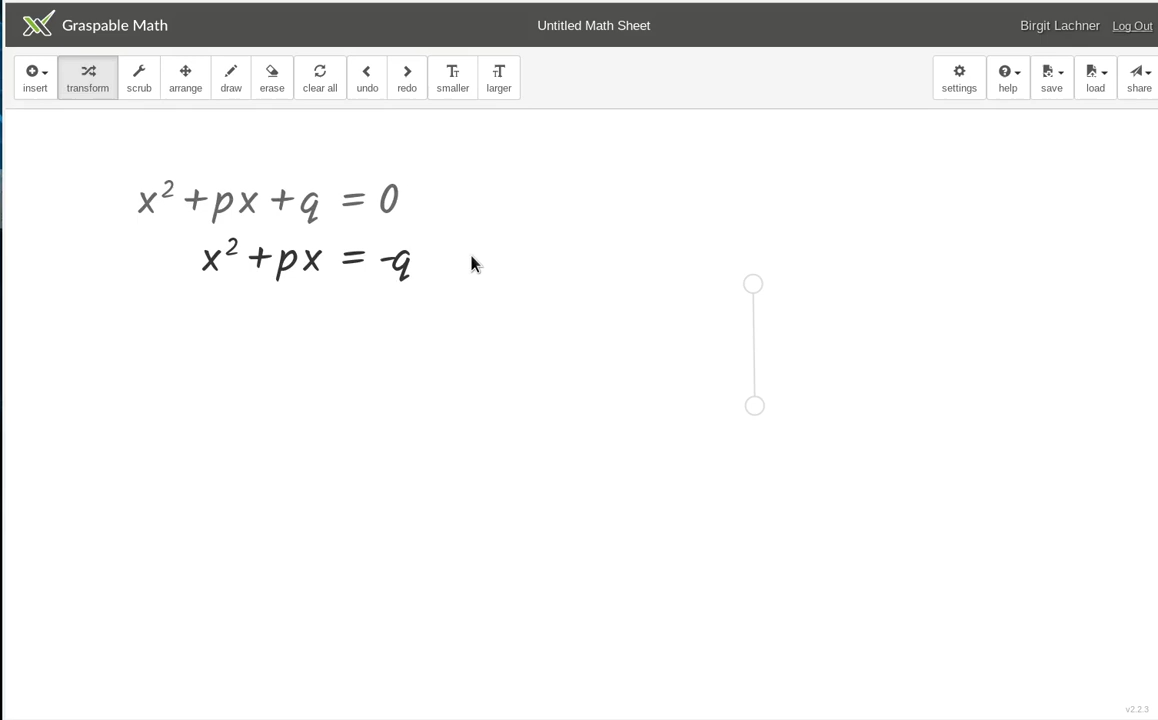 Graspable Math Untitled Math Sheet Birgit Lachner Log Out
insert transform scrub arrange draw erase clear all undo redo smaller larger settings help save load share
x² + px + q = 0
x² + px = -q
v2.2.3